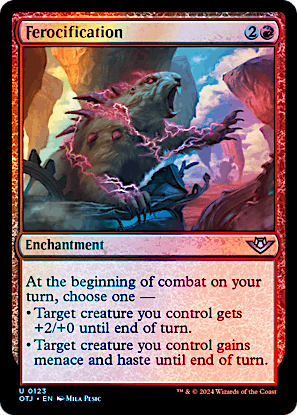 Ferocification 2
Enchantment
At the beginning of combat on your
turn, choose one —
• Target creature you control gets
+2/+0 until end of turn.
• Target creature you control gains
menace and haste until end of turn.
U 0123
OTJ • EN MILA PESIC
™ & © 2024 Wizards of the Coast